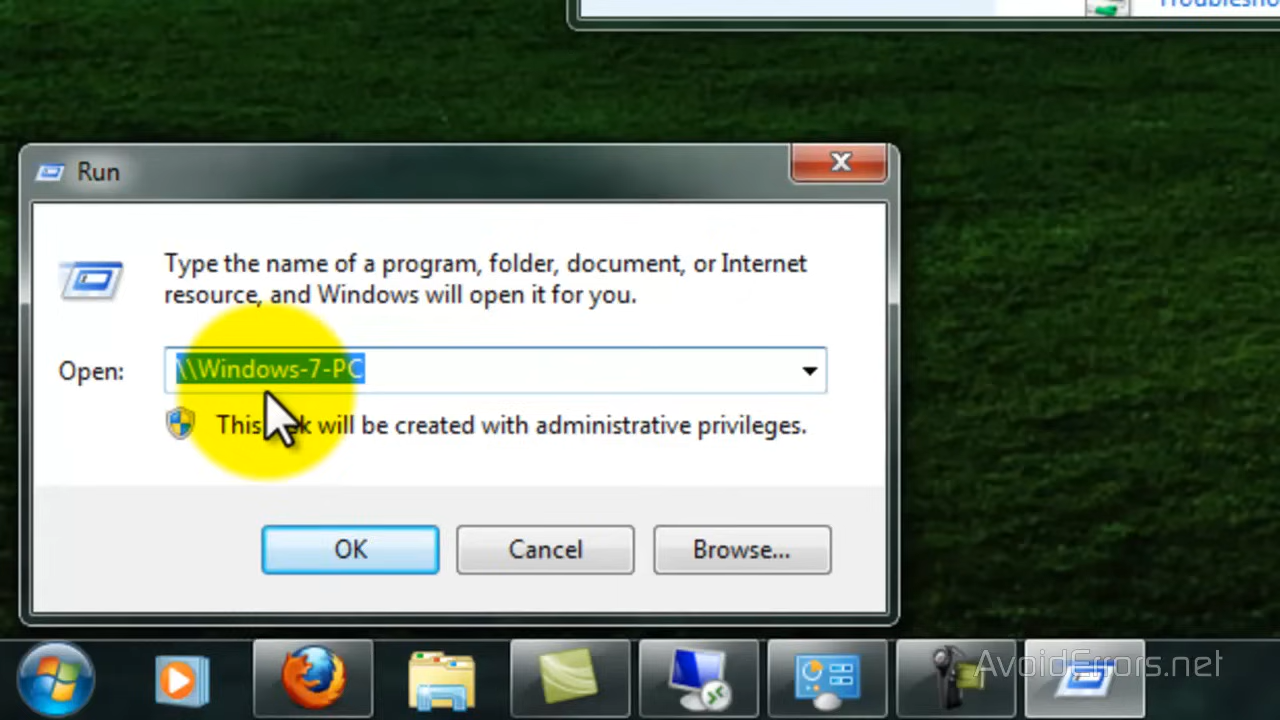 Run
Type the name of a program, folder, document, or Internet
resource, and Windows will open it for you.
Open:
\\Windows-7-PC
This will be created with administrative privileges.
OK
Cancel
Browse...
AvoidErrors.net